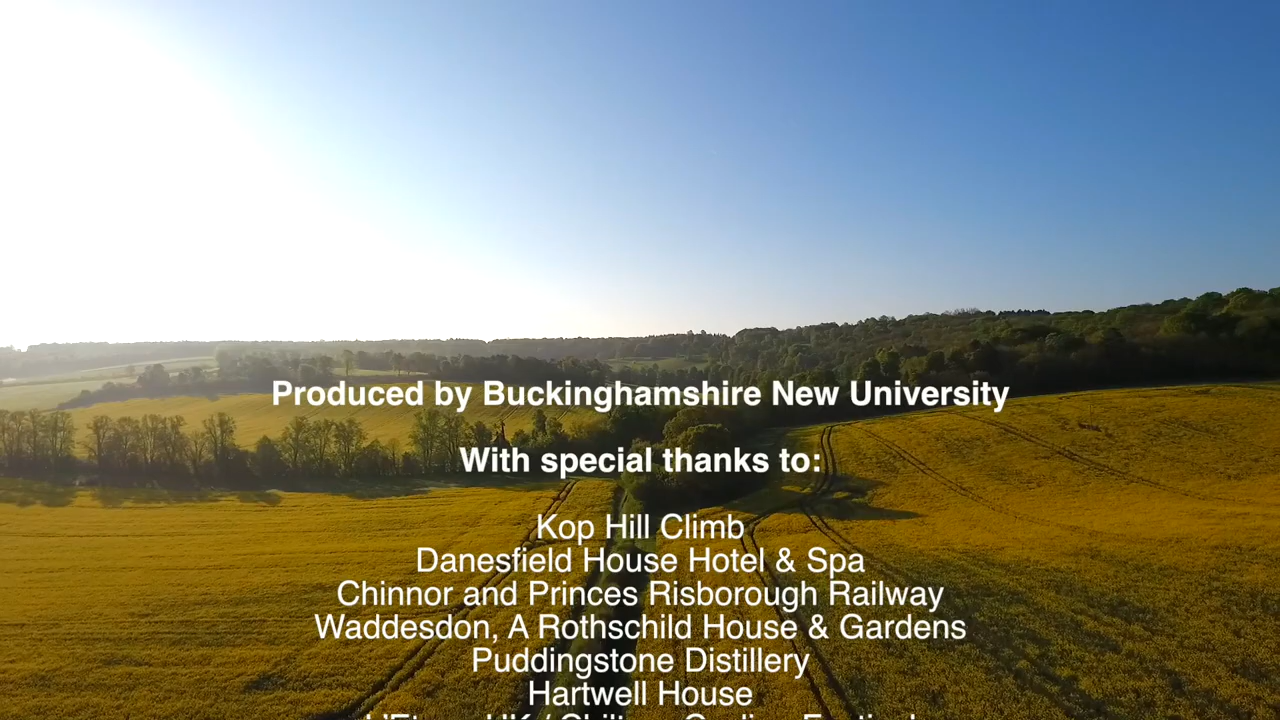 Produced by Buckinghamshire New University
With special thanks to:
Kop Hill Climb
Danesfield House Hotel & Spa
Chinnor and Princes Risborough Railway
Waddesdon, A Rothschild House & Gardens
Puddingstone Distillery
Hartwell House